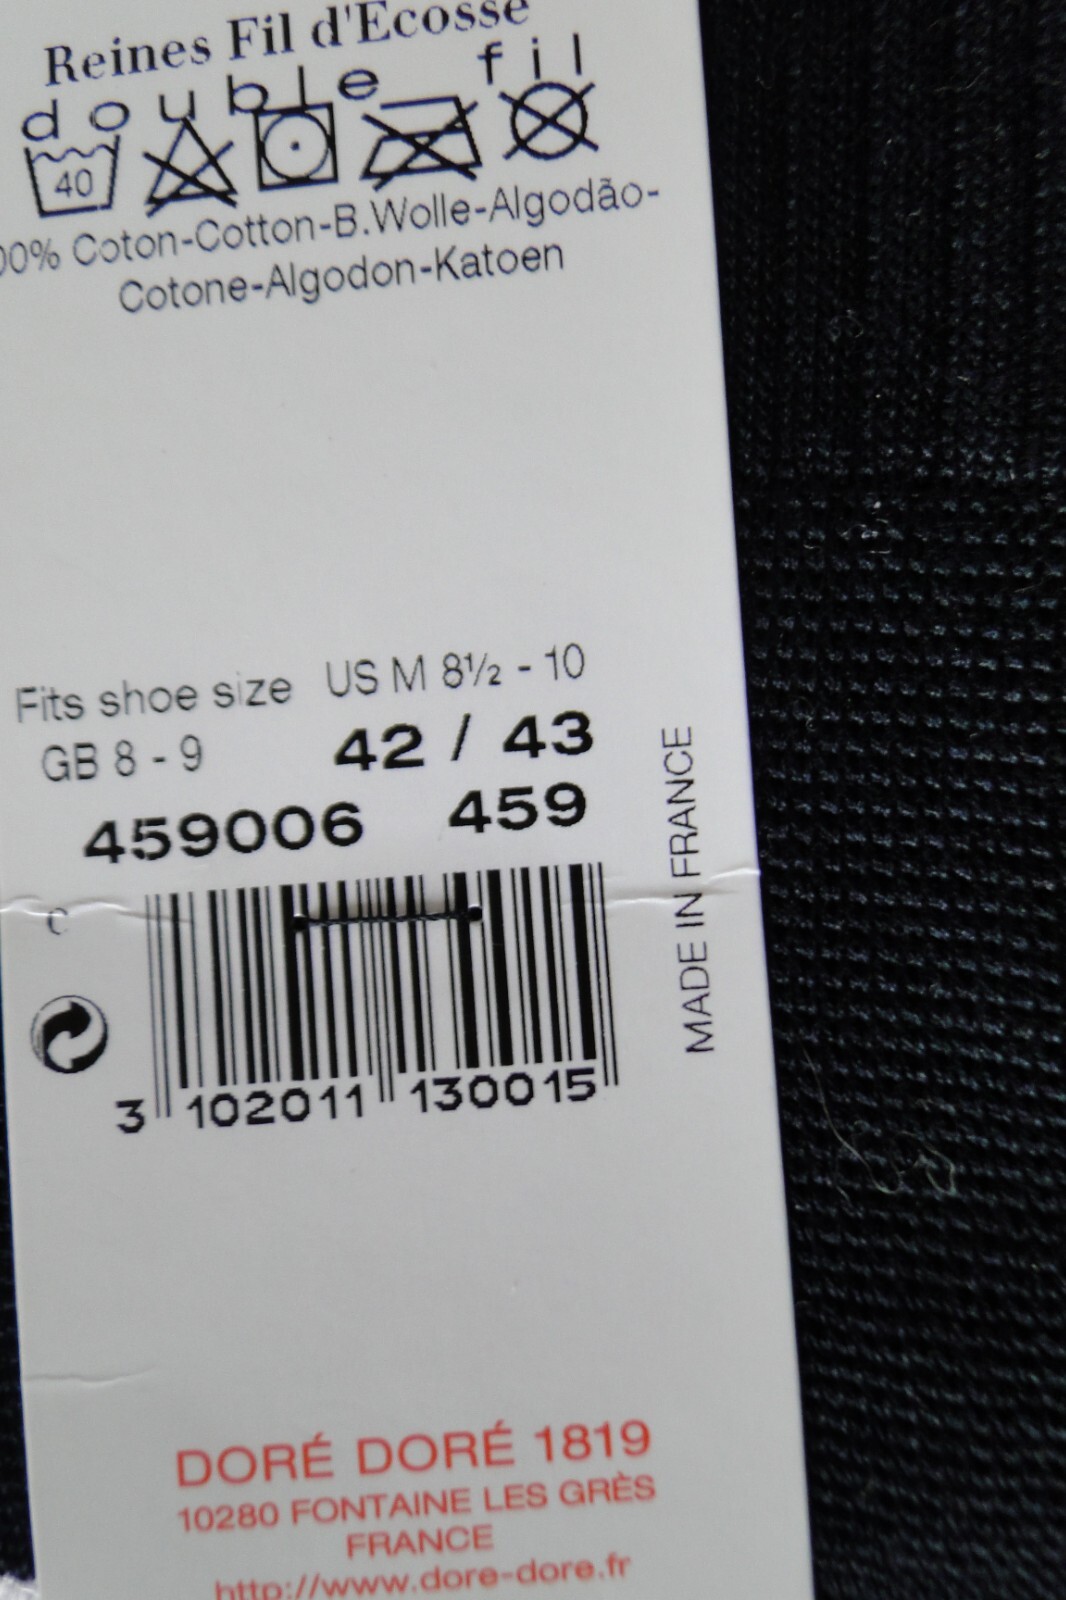 Reines Fil d'Ecosse
double fil
40
00% Coton-Cotton-B.Wolle-Algodão-
Cotone-Algodon-Katoen
Fits shoe size US M 8½ - 10
GB 8 - 9 42 / 43
459006 459
C
MADE IN FRANCE
3 102011 130015
DORÉ DORÉ 1819
10280 FONTAINE LES GRÈS
FRANCE
http://www.dore-dore.fr